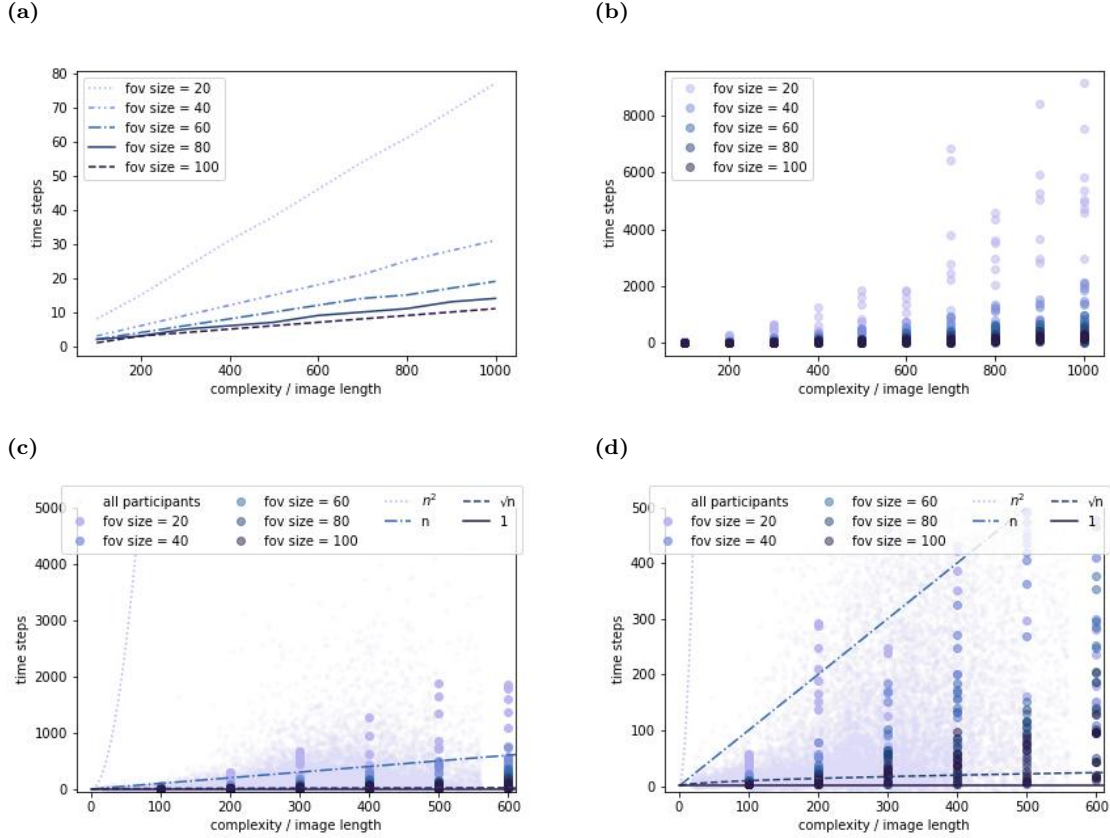 (a)
80
70
60
50
40
30
20
10
0
time steps
fov size = 20
fov size = 40
fov size = 60
fov size = 80
fov size = 100
200 400 600 800 1000
complexity / image length
(b)
8000
6000
4000
2000
0
time steps
fov size = 20
fov size = 40
fov size = 60
fov size = 80
fov size = 100
200 400 600 800 1000
complexity / image length
(c)
all participants
fov size = 20
fov size = 40
fov size = 60
fov size = 80
fov size = 100
n²
n
√n
1
5000
4000
3000
2000
1000
0
time steps
0 100 200 300 400 500 600
complexity / image length
(d)
all participants
fov size = 20
fov size = 40
fov size = 60
fov size = 80
fov size = 100
n²
n
√n
1
500
400
300
200
100
0
time steps
0 100 200 300 400 500 600
complexity / image length